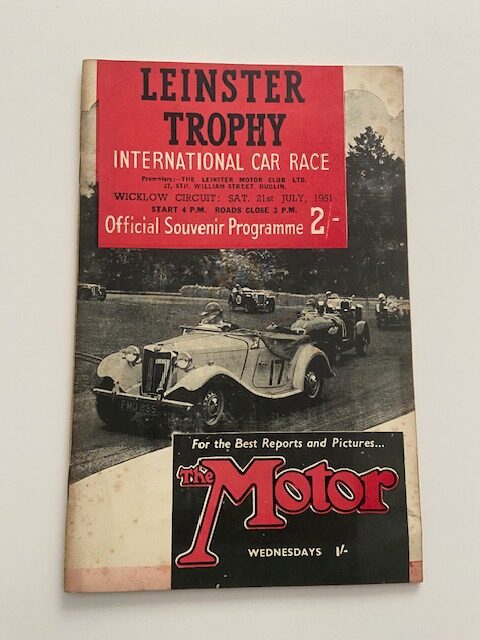 LEINSTER
TROPHY
INTERNATIONAL CAR RACE
Promoters:—THE LEINSTER MOTOR CLUB LTD.
27, STH. WILLIAM STREET, DUBLIN.
WICKLOW CIRCUIT: SAT. 21st JULY, 1951
START 4 P.M. ROADS CLOSE 3 P.M.
Official Souvenir Programme 2/-
17
For the Best Reports and Pictures...
The Motor
WEDNESDAYS 1/-